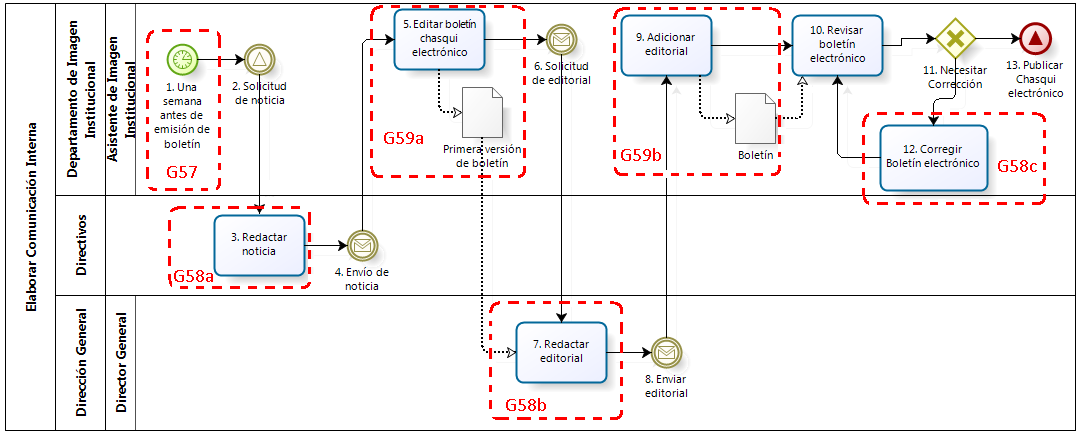 Elaborar Comunicación Interna
Departamento de Imagen
Institucional
Asistente de Imagen
Institucional
1. Una
semana
antes de
emisión de
boletín
G57
2. Solicitud
de noticia
5. Editar boletín
chasqui
electrónico
G59a
Primera versión
de boletín
6. Solicitud
de editorial
9. Adicionar
editorial
G59b
Boletín
10. Revisar
boletín
electrónico
11. Necesitar
Corrección
13. Publicar
Chasqui
electrónico
12. Corregir
Boletín electrónico
G58c
Directivos
3. Redactar
noticia
G58a
4. Envío de
noticia
Dirección General
Director General
7. Redactar
editorial
G58b
8. Enviar
editorial